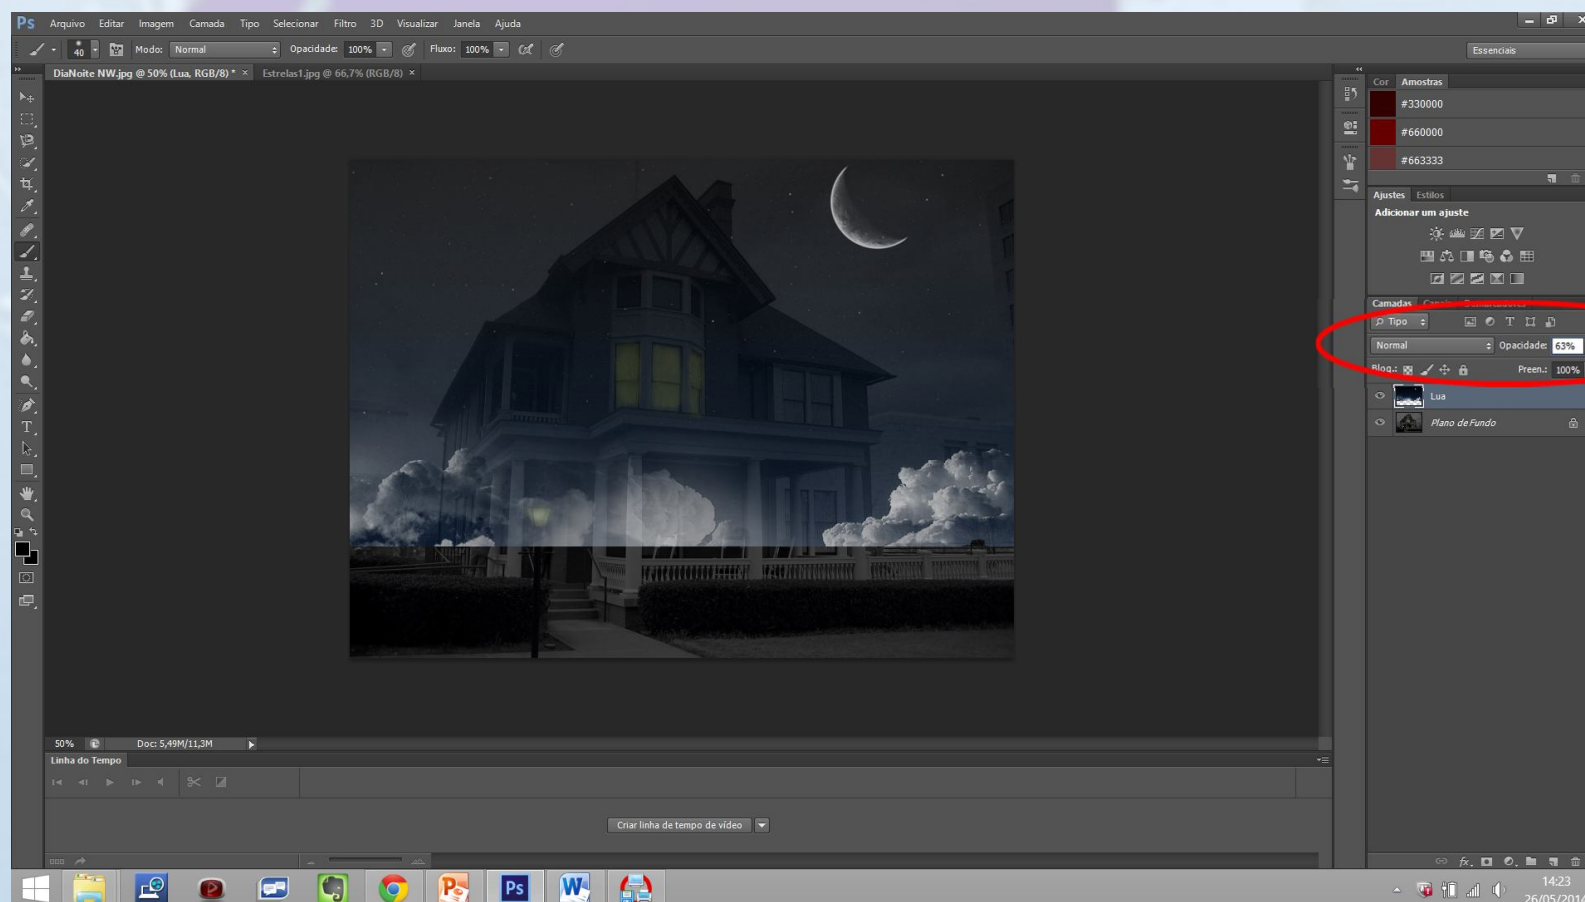 Ps Arquivo Editar Imagem Camada Tipo Selecionar Filtro 3D Visualizar Janela Ajuda
40 Modo: Normal Opacidade: 100% Fluxo: 100% Essenciais
DiaNoite NW.jpg @ 50% (Lua, RGB/8) * × Estrelas1.jpg @ 66,7% (RGB/8) ×
Cor Amostras
#330000
#660000
#663333
Ajustes Estilos
Adicionar um ajuste
Camadas
Tipo
Normal Opacidade: 63%
Bloq.: Preen.: 100%
Lua
Plano de Fundo
50% Doc: 5,49M/11,3M
Linha do Tempo
Criar linha de tempo de vídeo
fx
Ps
14:23